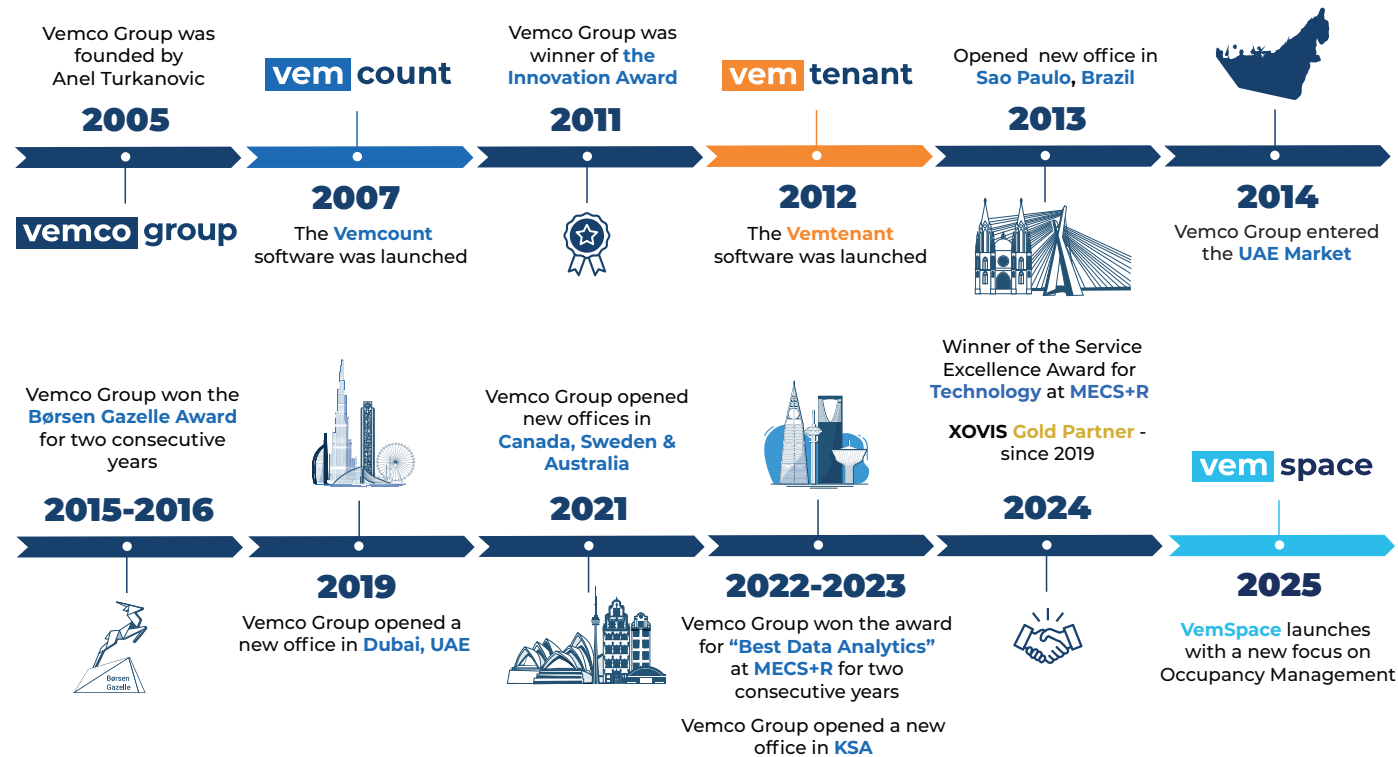 Vemco Group was
founded by
Anel Turkanovic
2005
vemco group
vem count
2007
The Vemcount
software was launched
Vemco Group was
winner of the
Innovation Award
2011
vem tenant
2012
The Vemtenant
software was launched
Opened new office in
Sao Paulo, Brazil
2013
2014
Vemco Group entered
the UAE Market
Vemco Group won the
Børsen Gazelle Award
for two consecutive
years
2015-2016
Børsen
Gazelle
2019
Vemco Group opened a
new office in Dubai, UAE
Vemco Group opened
new offices in
Canada, Sweden &
Australia
2021
2022-2023
Vemco Group won the award
for “Best Data Analytics”
at MECS+R for two
consecutive years
Vemco Group opened a new
office in KSA
Winner of the Service
Excellence Award for
Technology at MECS+R
XOVIS Gold Partner -
since 2019
2024
vem space
2025
VemSpace launches
with a new focus on
Occupancy Management